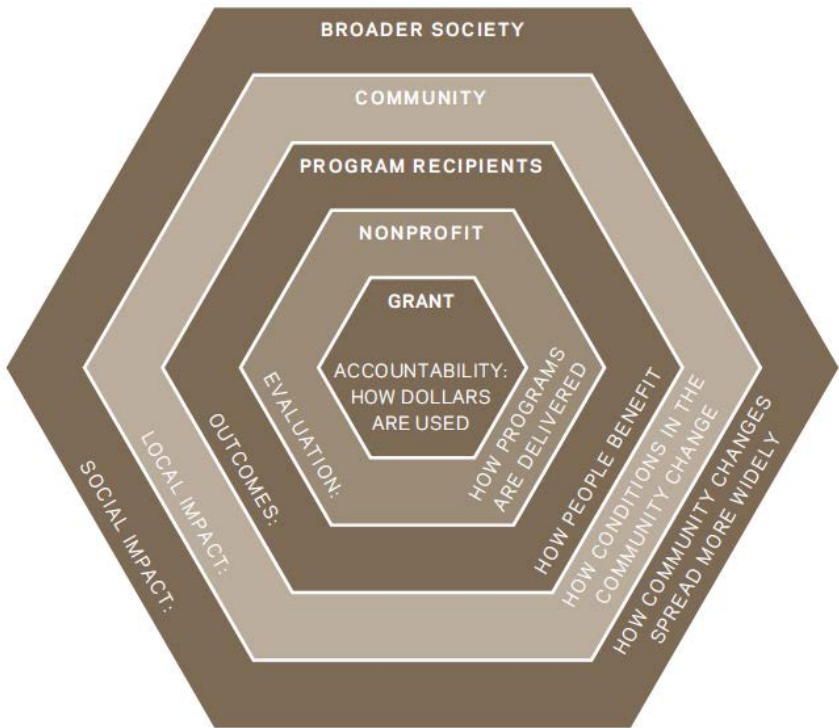 BROADER SOCIETY
COMMUNITY
PROGRAM RECIPIENTS
NONPROFIT
GRANT
ACCOUNTABILITY:
HOW DOLLARS
ARE USED
EVALUATION:
HOW PROGRAMS
ARE DELIVERED
OUTCOMES:
HOW PEOPLE BENEFIT
LOCAL IMPACT:
HOW CONDITIONS IN THE
COMMUNITY CHANGE
SOCIAL IMPACT:
HOW COMMUNITY CHANGES
SPREAD MORE WIDELY